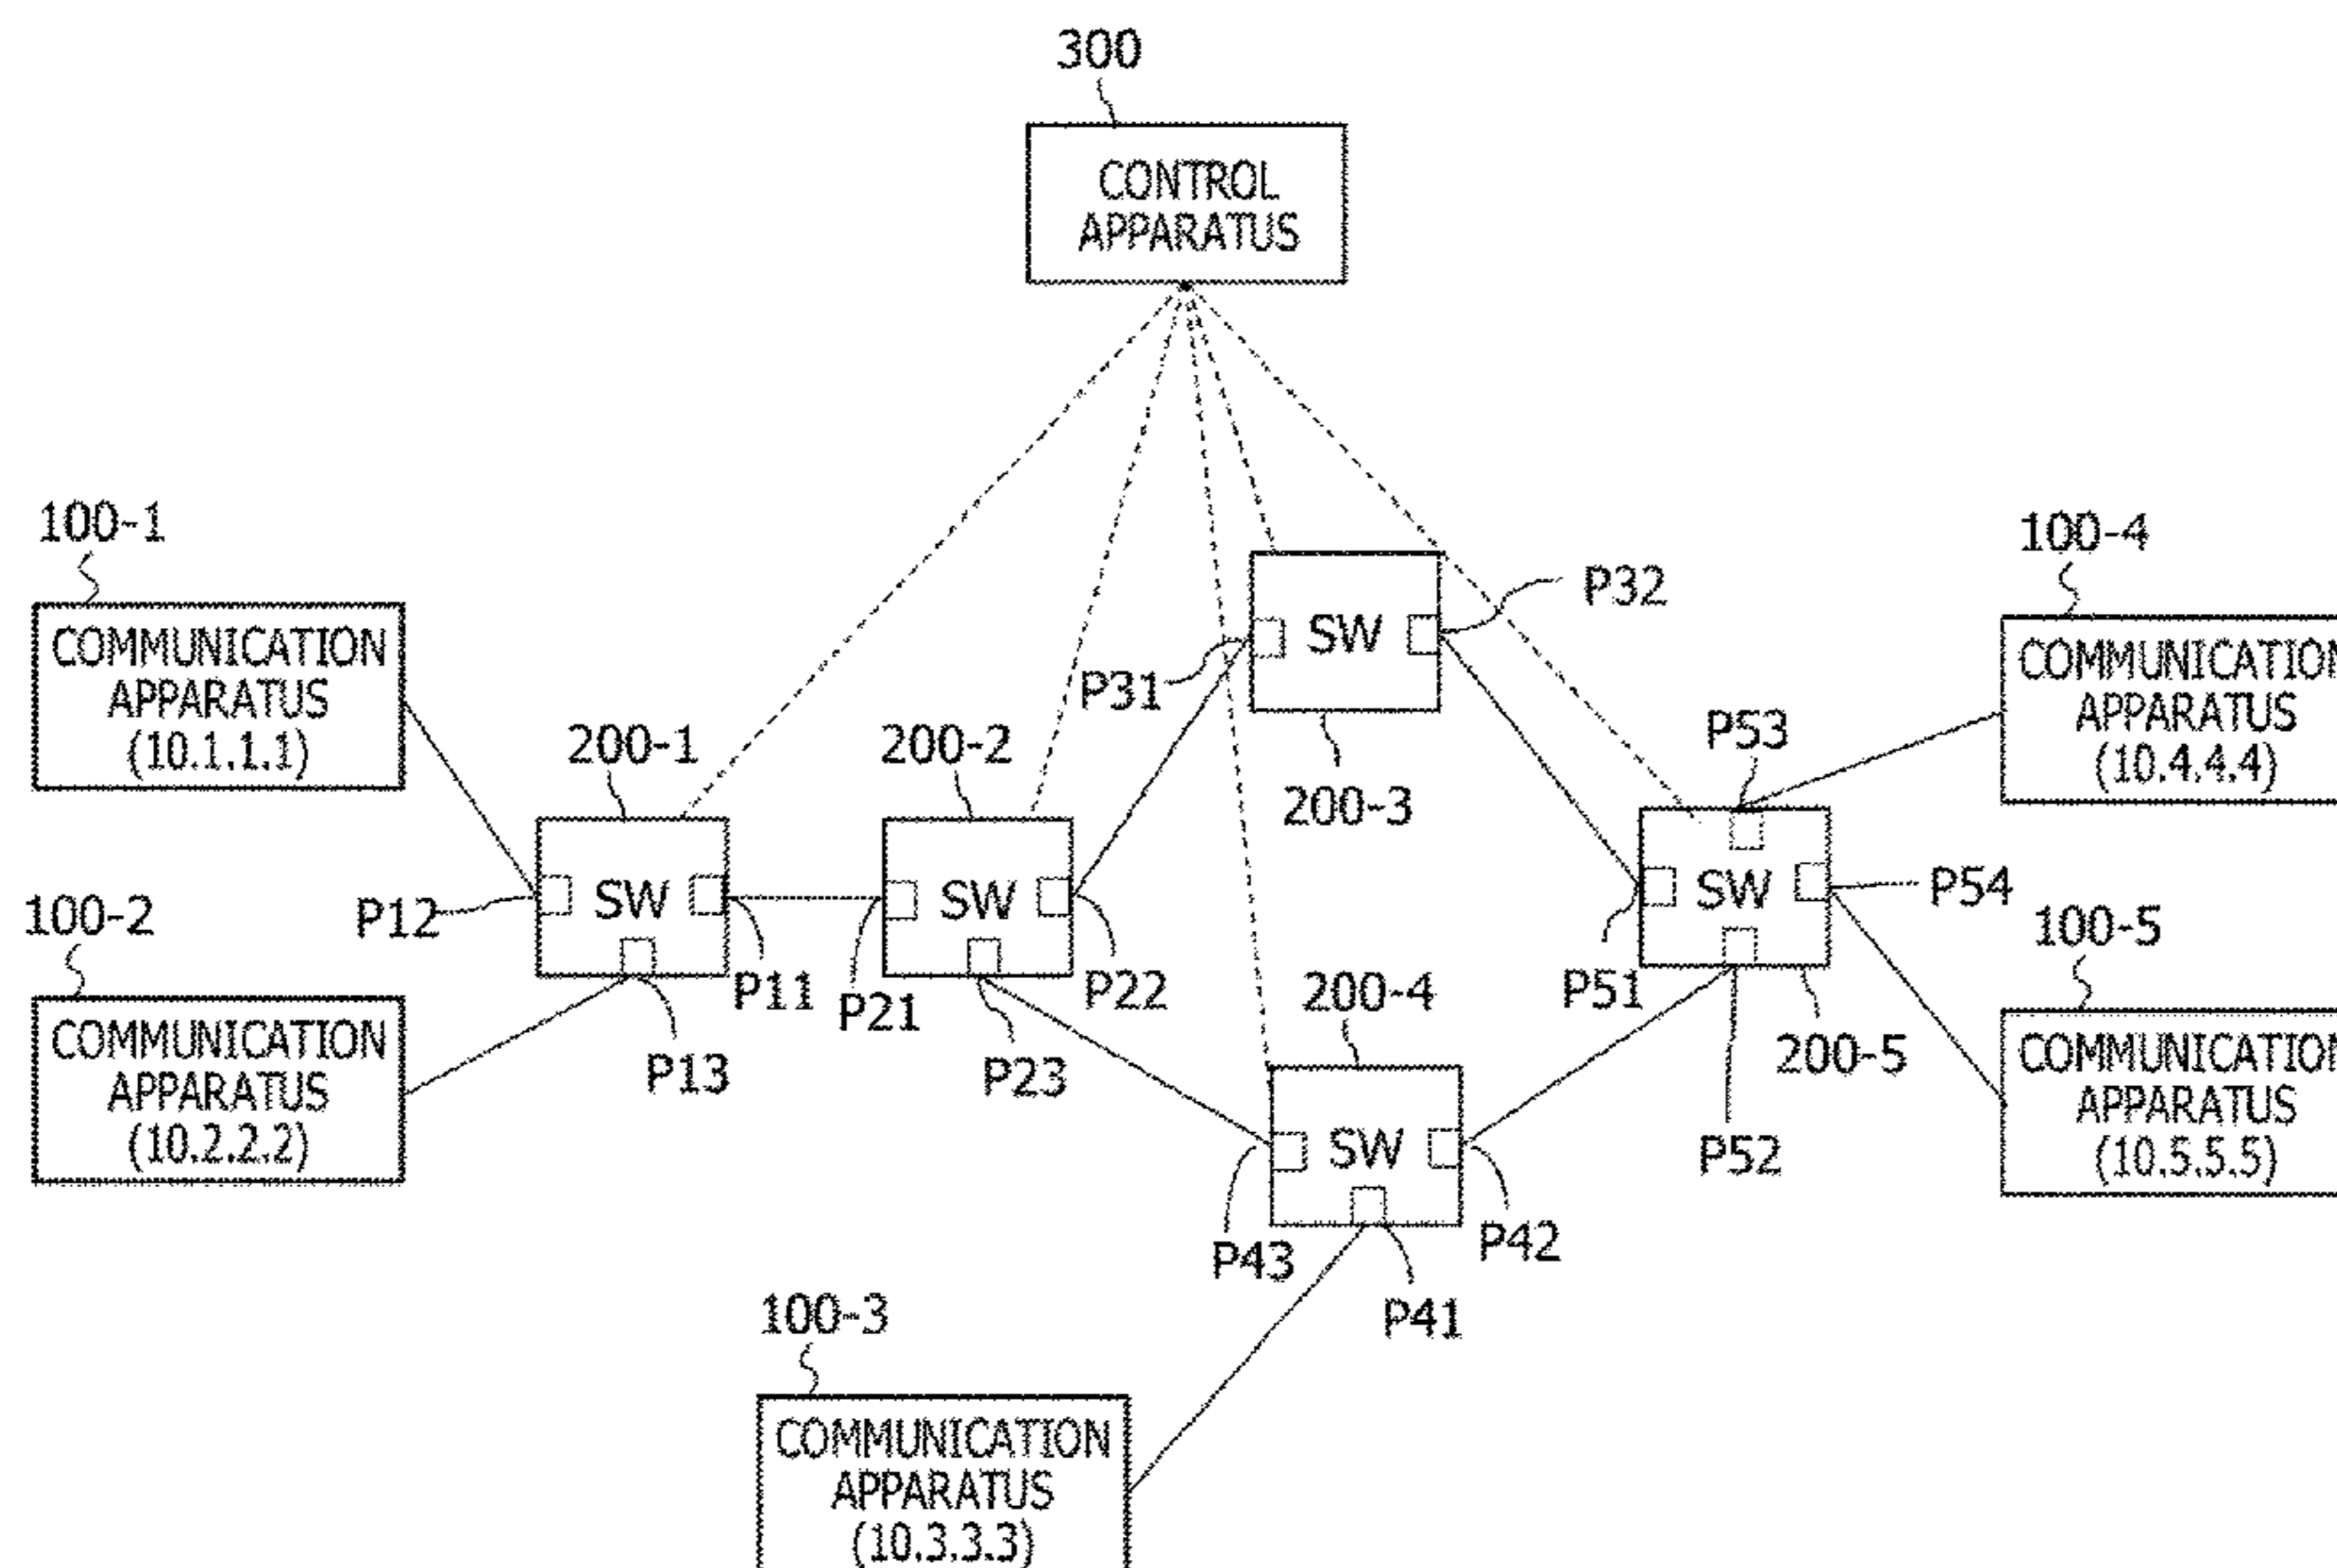 300
CONTROL
APPARATUS
100-1
COMMUNICATION
APPARATUS
(10.1.1.1)
100-2
COMMUNICATION
APPARATUS
(10.2.2.2)
P12
200-1
SW
P11
P13
200-2
SW
P21
P22
P23
P31
SW
P32
200-3
200-4
SW
P43
P42
P41
100-3
COMMUNICATION
APPARATUS
(10.3.3.3)
P53
SW
P51
P54
P52
200-5
100-4
COMMUNICATION
APPARATUS
(10.4.4.4)
100-5
COMMUNICATION
APPARATUS
(10.5.5.5)